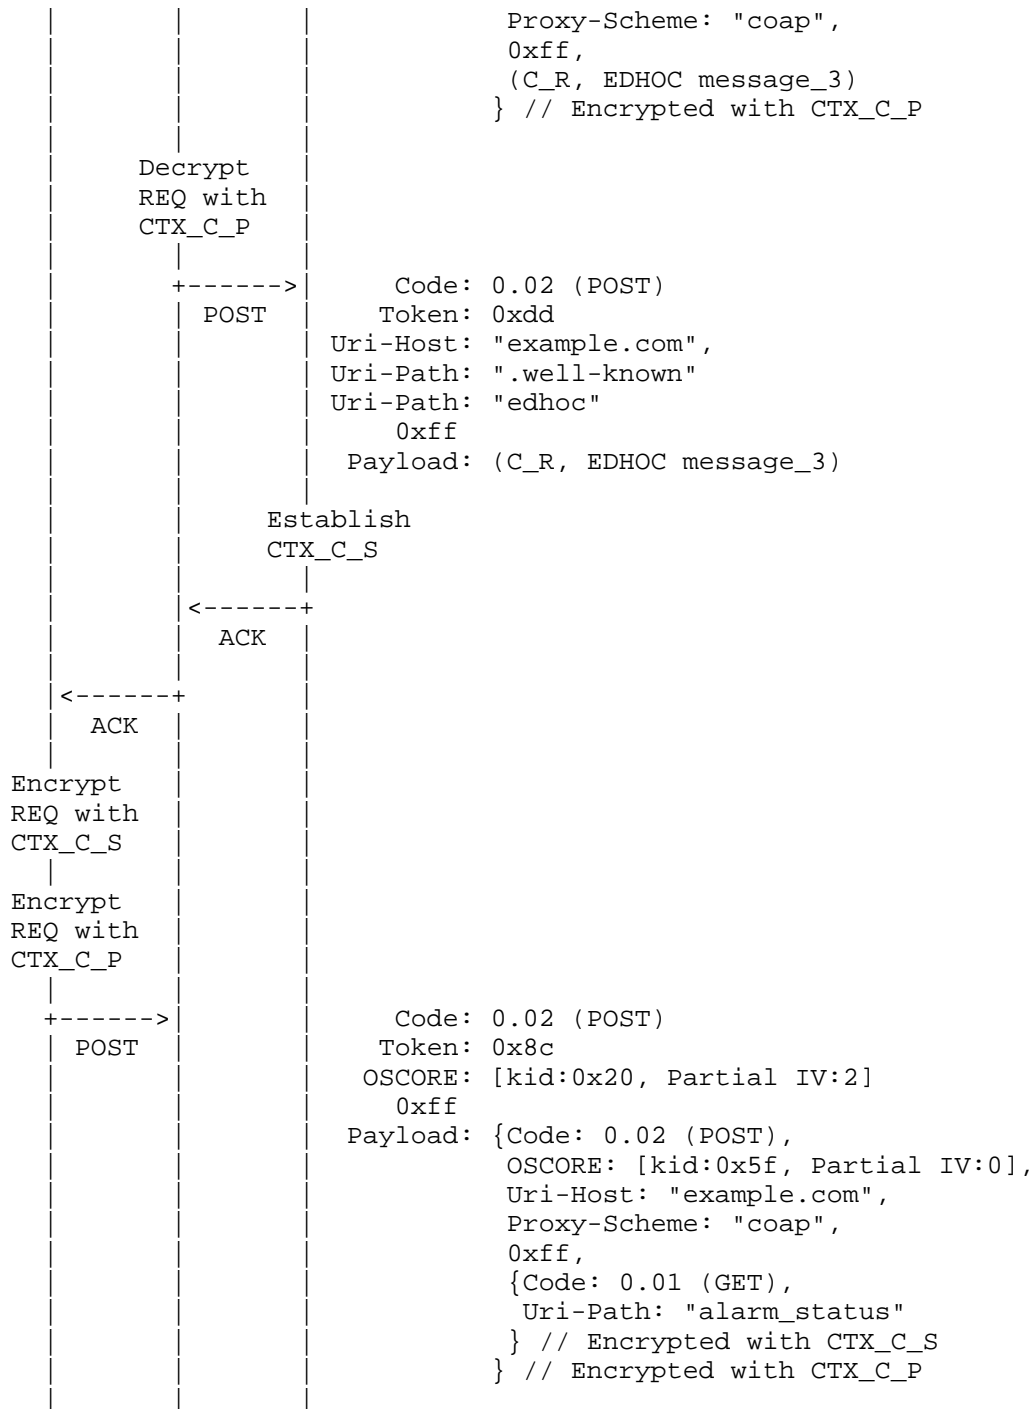 Proxy-Scheme: "coap",
0xff,
(C_R, EDHOC message_3)
} // Encrypted with CTX_C_P
Decrypt
REQ with
CTX_C_P
Code: 0.02 (POST)
POST Token: 0xdd
Uri-Host: "example.com",
Uri-Path: ".well-known"
Uri-Path: "edhoc"
0xff
Payload: (C_R, EDHOC message_3)
Establish
CTX_C_S
ACK
ACK
Encrypt
REQ with
CTX_C_S
Encrypt
REQ with
CTX_C_P
Code: 0.02 (POST)
POST Token: 0x8c
OSCORE: [kid:0x20, Partial IV:2]
0xff
Payload: {Code: 0.02 (POST),
OSCORE: [kid:0x5f, Partial IV:0],
Uri-Host: "example.com",
Proxy-Scheme: "coap",
0xff,
{Code: 0.01 (GET),
Uri-Path: "alarm_status"
} // Encrypted with CTX_C_S
} // Encrypted with CTX_C_P